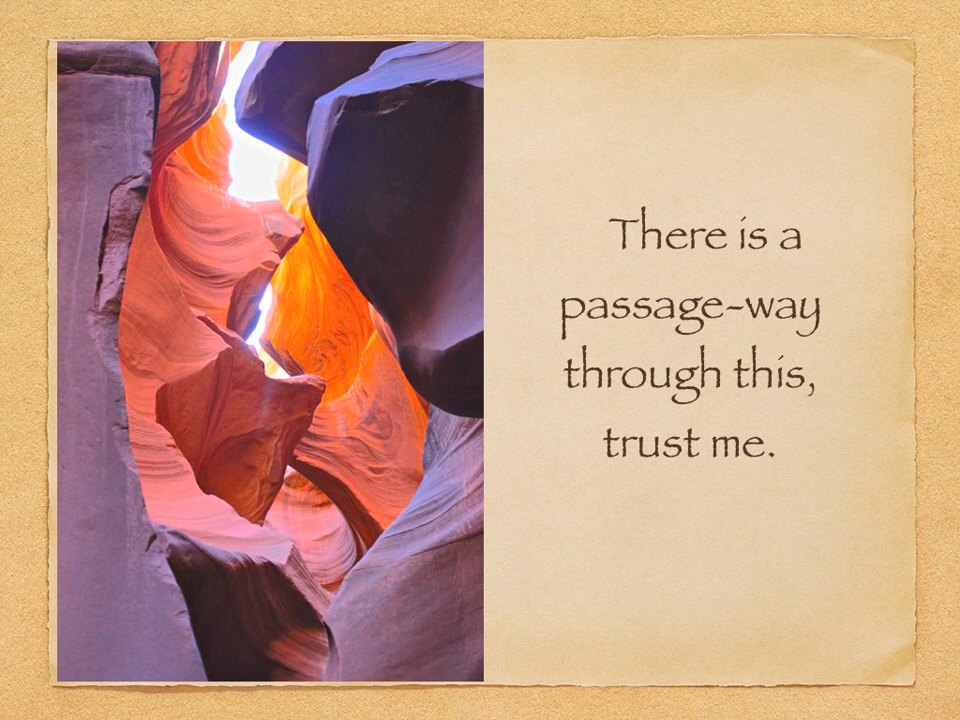 There is a
passage-way
through this,
trust me.